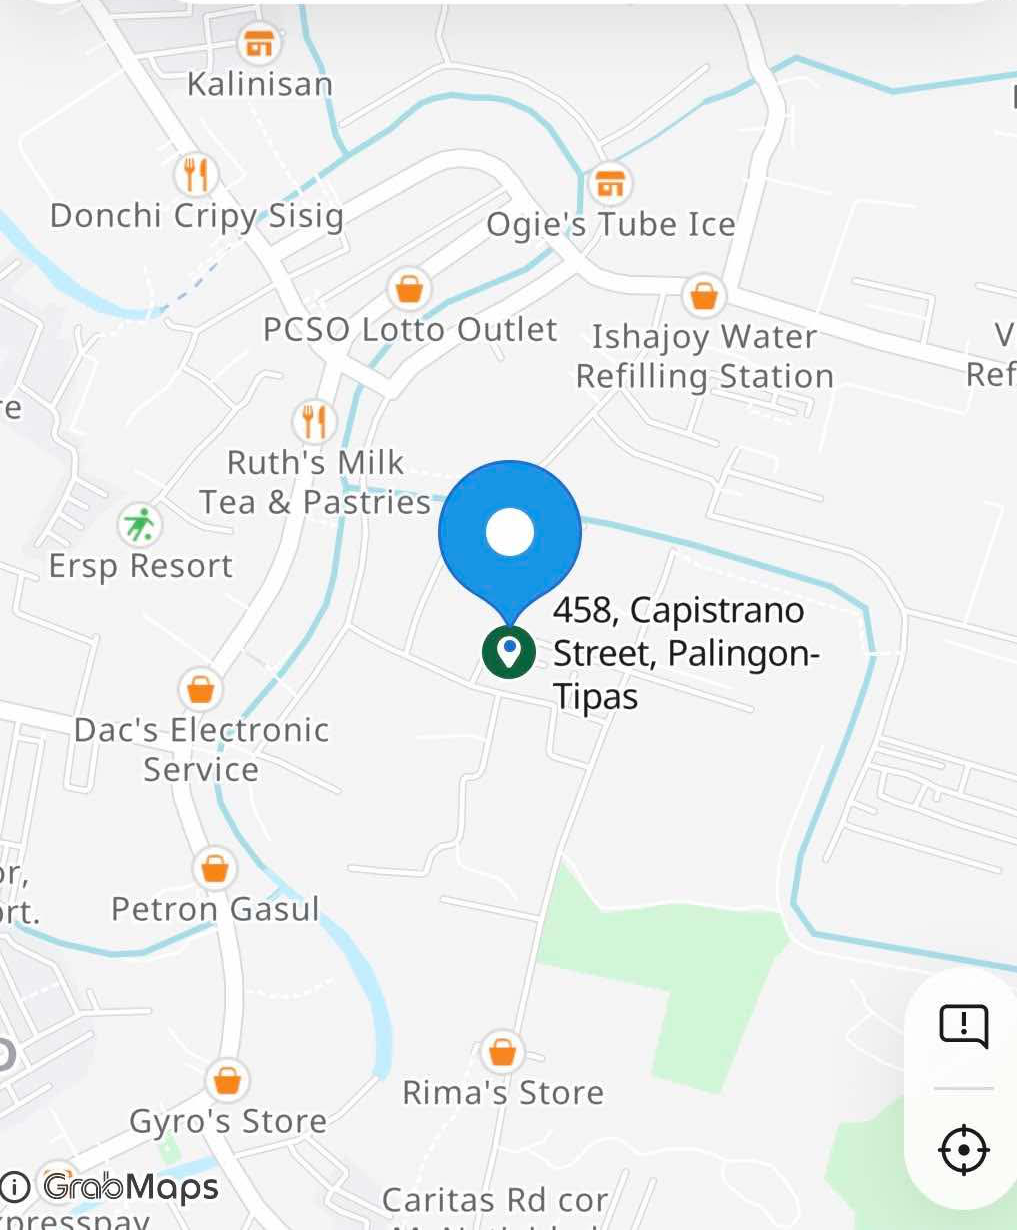 Kalinisan
Donchi Cripy Sisig
Ogie's Tube Ice
PCSO Lotto Outlet
Ishajoy Water
Refilling Station
Ruth's Milk
Tea & Pastries
Ersp Resort
458, Capistrano
Street, Palingon-
Tipas
Dac's Electronic
Service
Petron Gasul
Rima's Store
Gyro's Store
GrabMaps
Caritas Rd cor